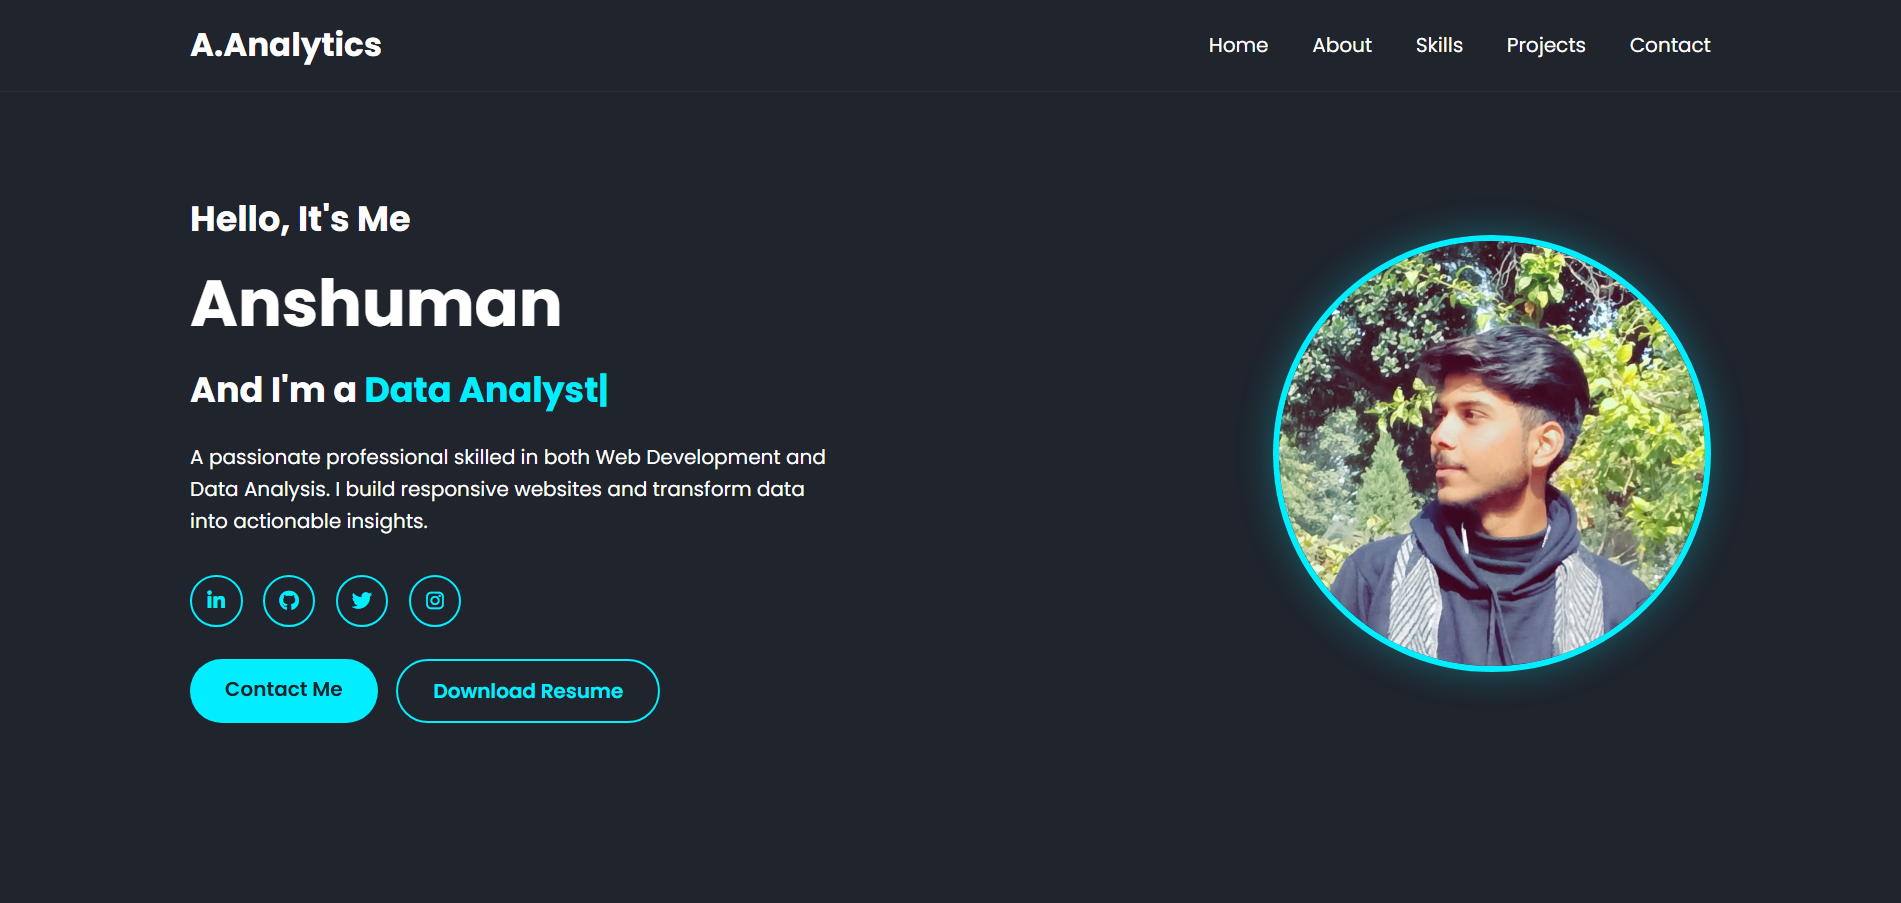 A.Analytics
Home About Skills Projects Contact
Hello, It's Me
Anshuman
And I'm a Data Analyst|
A passionate professional skilled in both Web Development and
Data Analysis. I build responsive websites and transform data
into actionable insights.
in
Contact Me
Download Resume